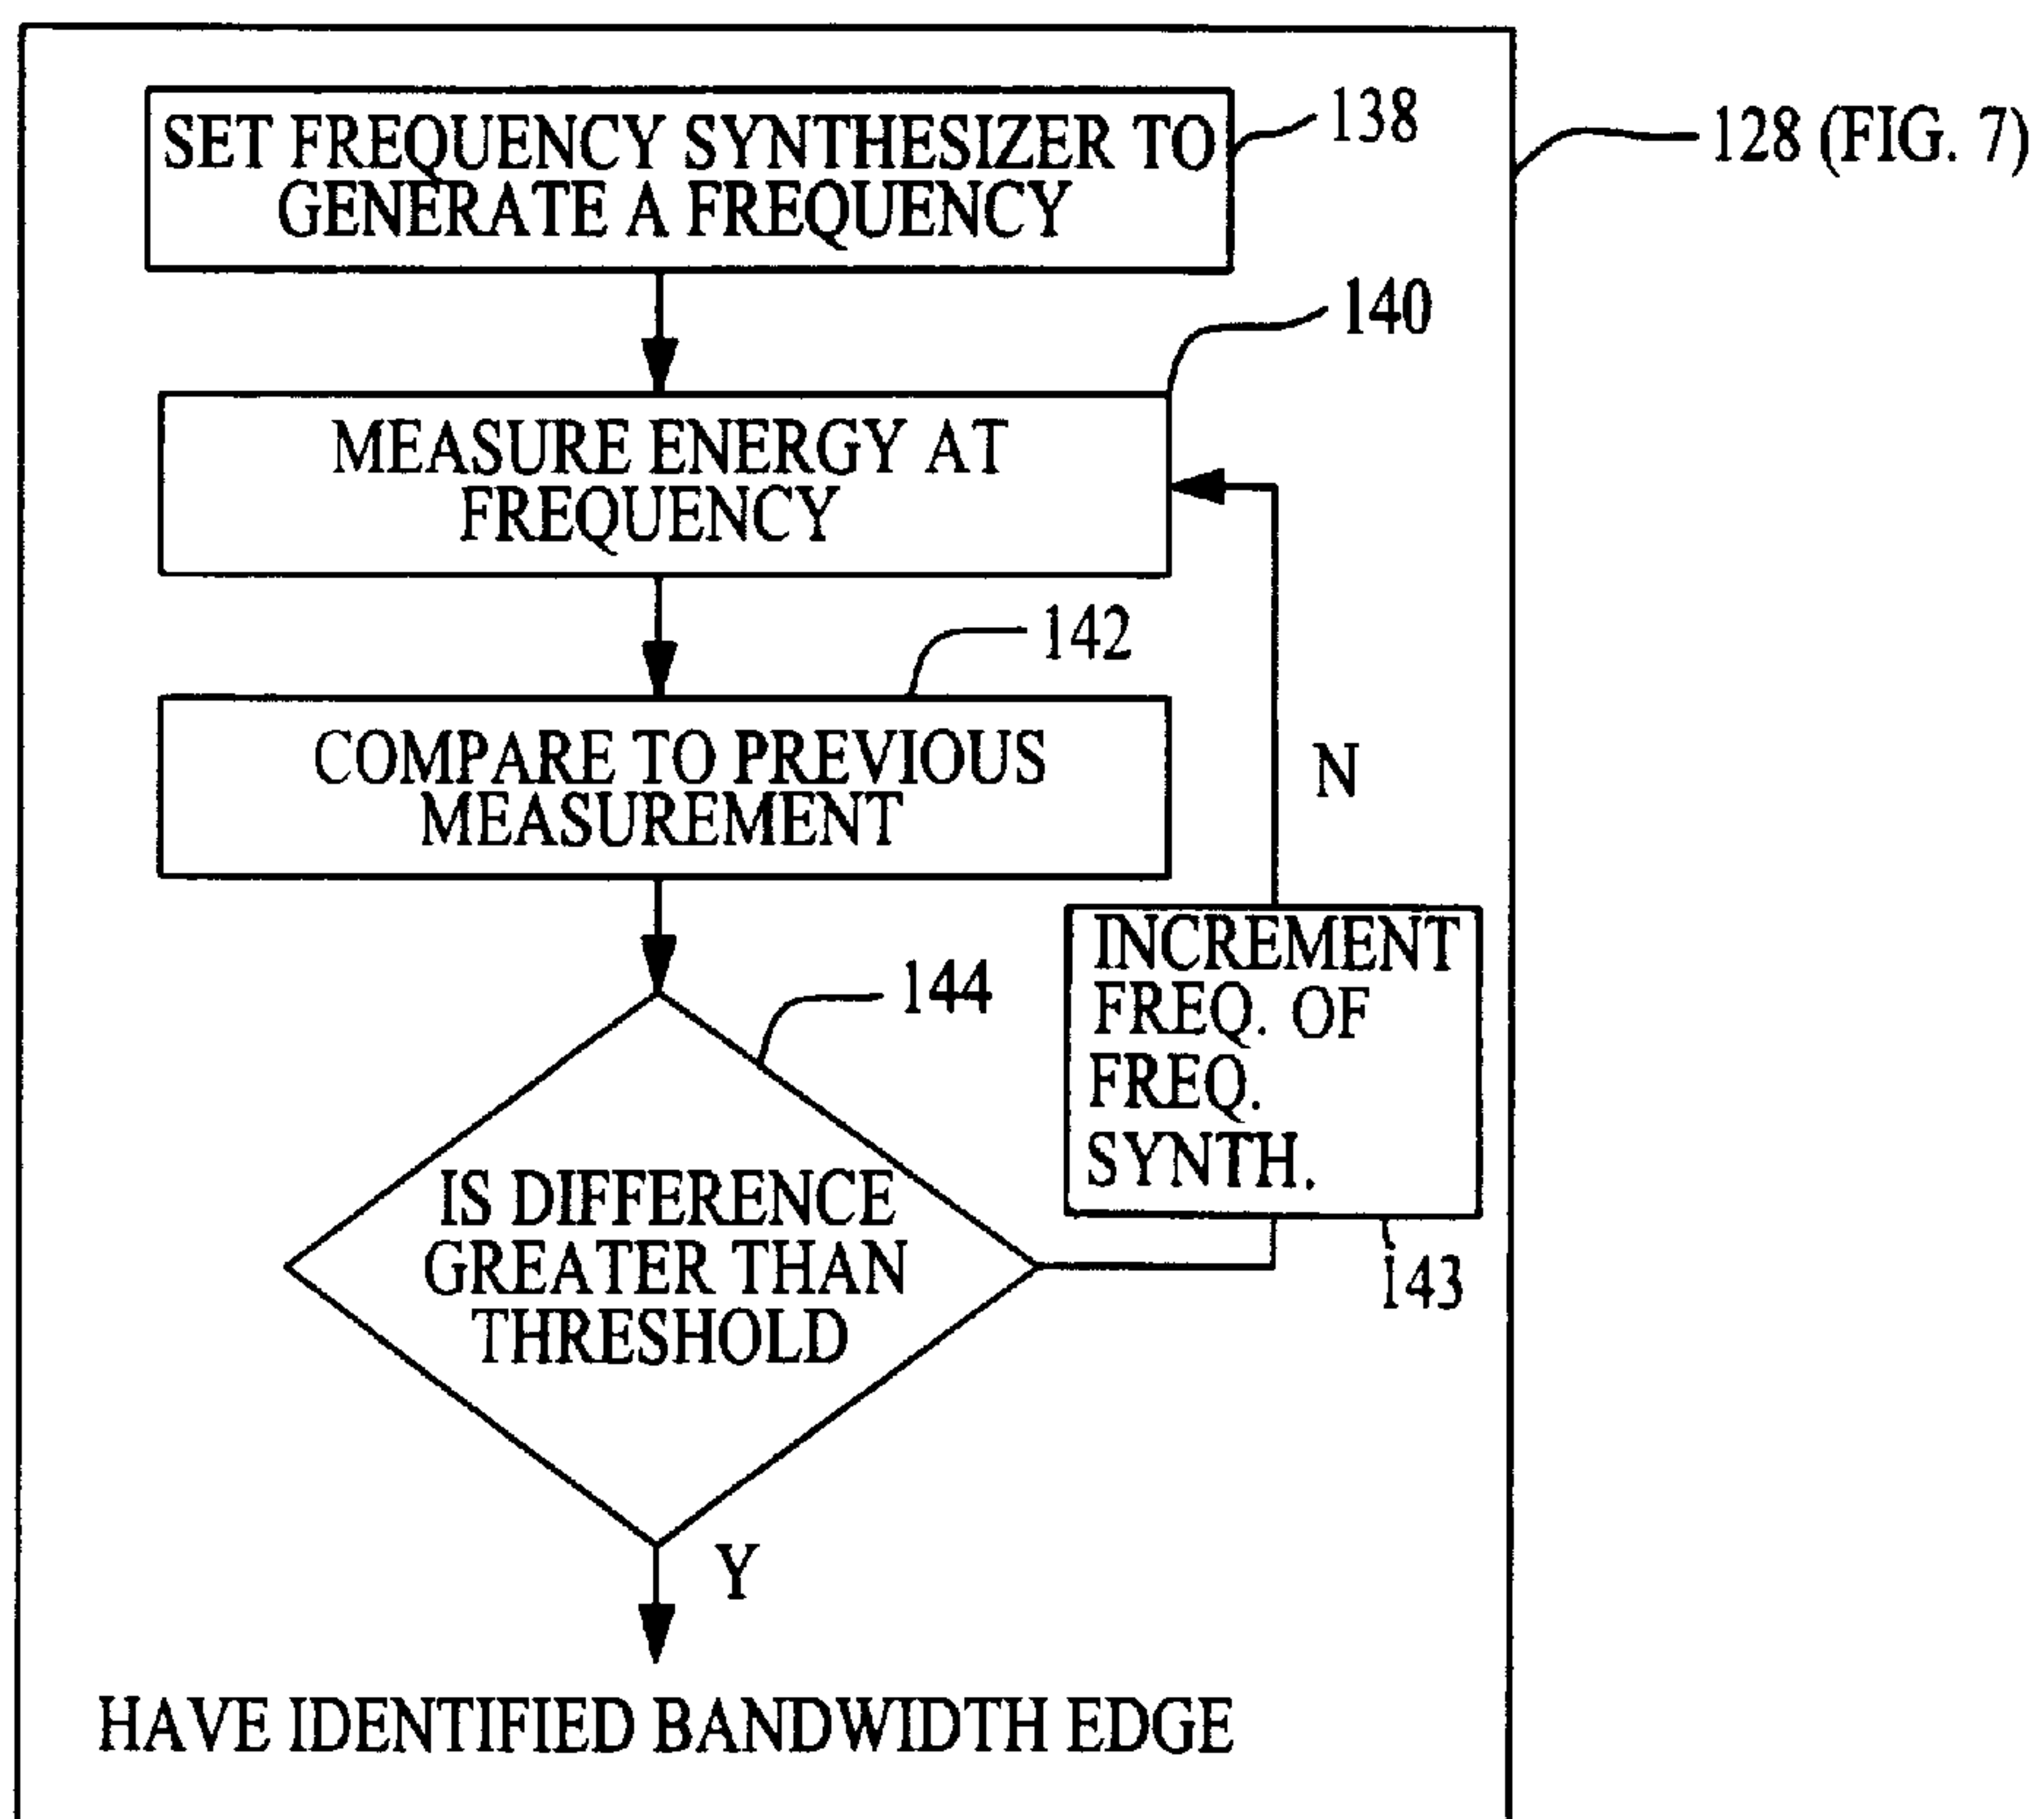 SET FREQUENCY SYNTHESIZER TO
GENERATE A FREQUENCY
138
128 (FIG. 7)
140
MEASURE ENERGY AT
FREQUENCY
142
COMPARE TO PREVIOUS
MEASUREMENT
N
INCREMENT
FREQ. OF
FREQ.
SYNTH.
143
144
IS DIFFERENCE
GREATER THAN
THRESHOLD
Y
HAVE IDENTIFIED BANDWIDTH EDGE